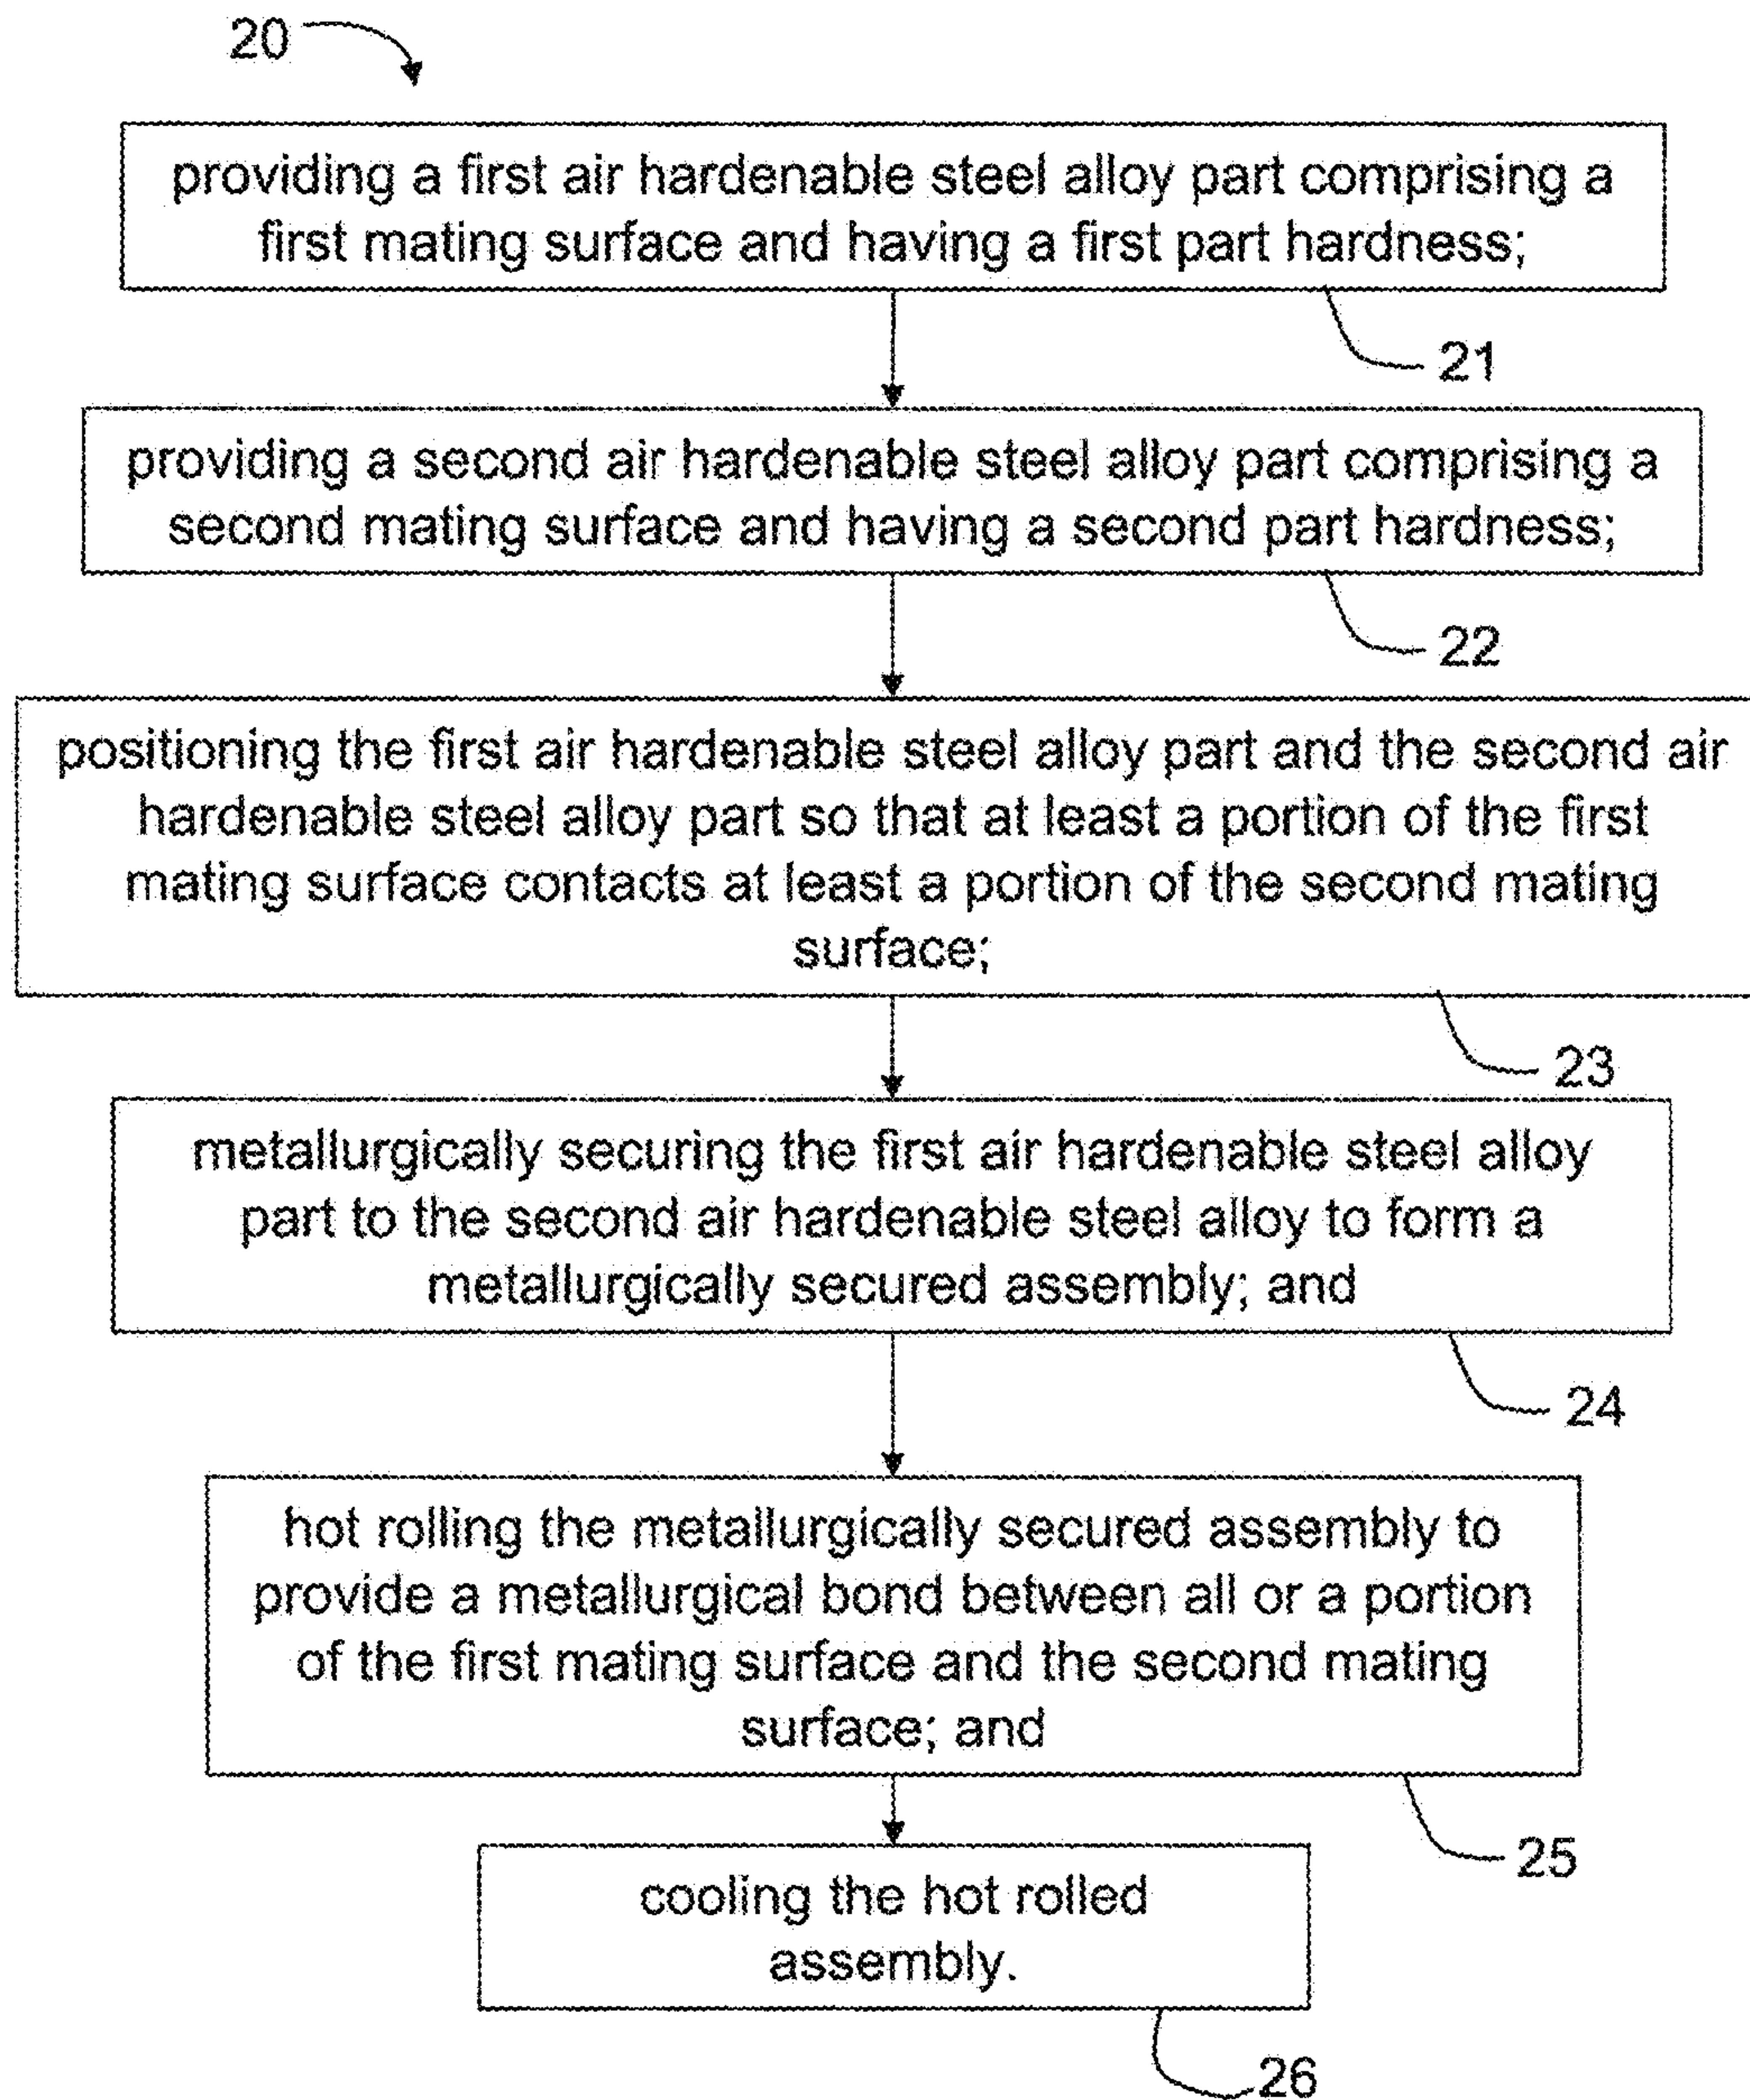 20
providing a first air hardenable steel alloy part comprising a
first mating surface and having a first part hardness;
21
providing a second air hardenable steel alloy part comprising a
second mating surface and having a second part hardness;
22
positioning the first air hardenable steel alloy part and the second air
hardenable steel alloy part so that at least a portion of the first
mating surface contacts at least a portion of the second mating
surface;
23
metallurgically securing the first air hardenable steel alloy
part to the second air hardenable steel alloy to form a
metallurgically secured assembly; and
24
hot rolling the metallurgically secured assembly to
provide a metallurgical bond between all or a portion
of the first mating surface and the second mating
surface; and
25
cooling the hot rolled
assembly.
26